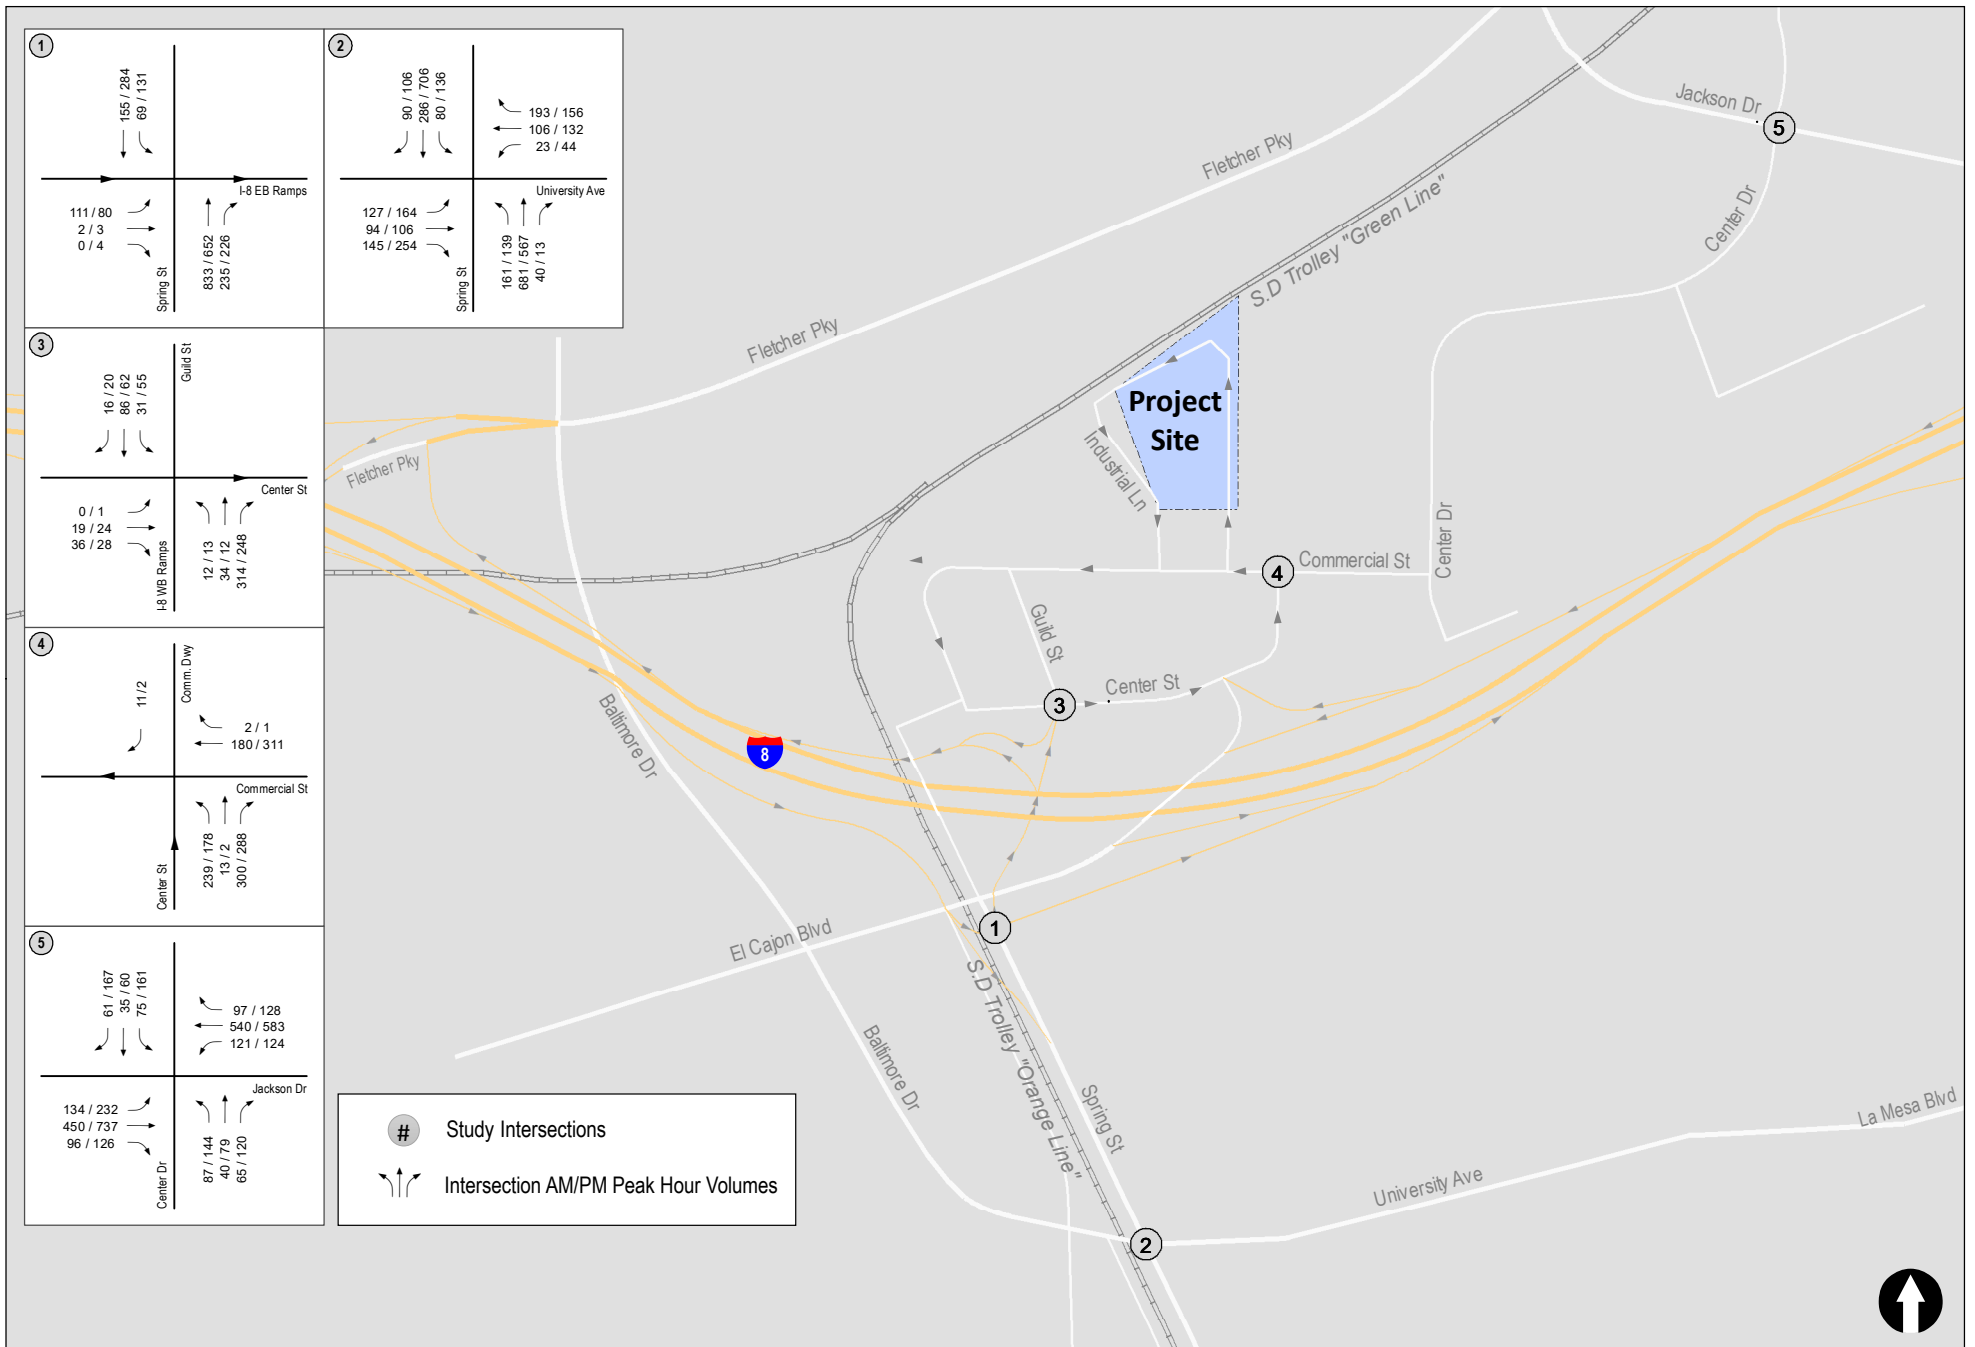 1
155 / 284
69 / 131
I-8 EB Ramps
111 / 80
2 / 3
0 / 4
Spring St
833 / 652
235 / 226
2
90 / 106
286 / 706
80 / 136
193 / 156
106 / 132
23 / 44
University Ave
127 / 164
94 / 106
145 / 254
Spring St
161 / 139
681 / 567
40 / 13
3
Guild St
16 / 20
86 / 62
31 / 55
Center St
0 / 1
19 / 24
36 / 28
I-8 WB Ramps
12 / 13
34 / 12
314 / 248
4
Comm. Dwy
11/2
2 / 1
180 / 311
Commercial St
Center St
239 / 178
13 / 2
300 / 288
5
61 / 167
35 / 60
75 / 161
97 / 128
540 / 583
121 / 124
Jackson Dr
134 / 232
450 / 737
96 / 126
Center Dr
87 / 144
40 / 79
65 / 120
#
Study Intersections
Intersection AM/PM Peak Hour Volumes
Jackson Dr
5
Fletcher Pky
Center Dr
S.D Trolley "Green Line"
Fletcher Pky
Project
Site
Fletcher Pky
Industrial Ln
Center Dr
4
Commercial St
Guild St
3
Center St
Baltimore Dr
8
1
El Cajon Blvd
S.D Trolley "Orange Line"
Baltimore Dr
Spring St
La Mesa Blvd
University Ave
2